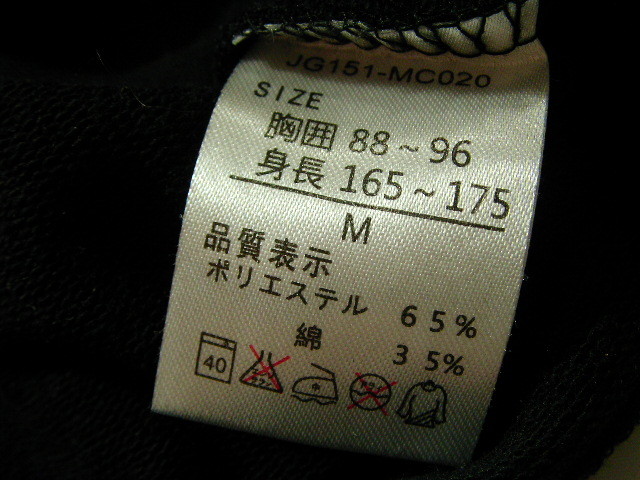 JG151-MC020
SIZE
胸囲 88~96
身長 165~175
M
品質表示
ポリエステル 65%
綿 35%
40